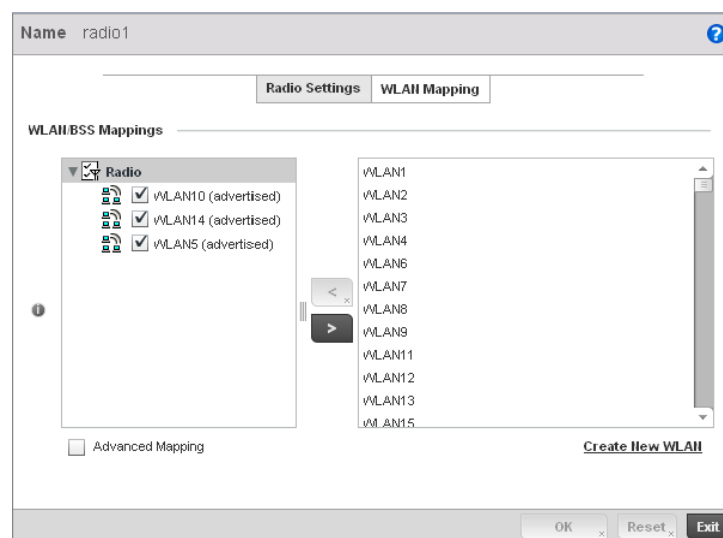 Name radio1
?
Radio Settings WLAN Mapping
WLAN/BSS Mappings
Radio
WLAN10 (advertised)
WLAN14 (advertised)
WLAN5 (advertised)
WLAN1
WLAN2
WLAN3
WLAN4
WLAN6
WLAN7
WLAN8
WLAN9
WLAN11
WLAN12
WLAN13
WLAN15
<
>
i
Advanced Mapping
Create New WLAN
OK Reset Exit